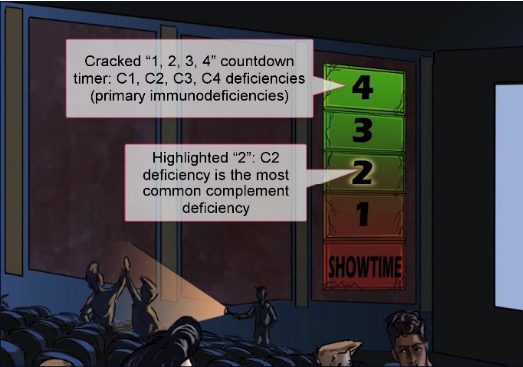 Cracked “1, 2, 3, 4” countdown
timer: C1, C2, C3, C4 deficiencies
(primary immunodeficiencies)
4
3
Highlighted “2”: C2
deficiency is the most
common complement
deficiency
2
1
SHOWTIME